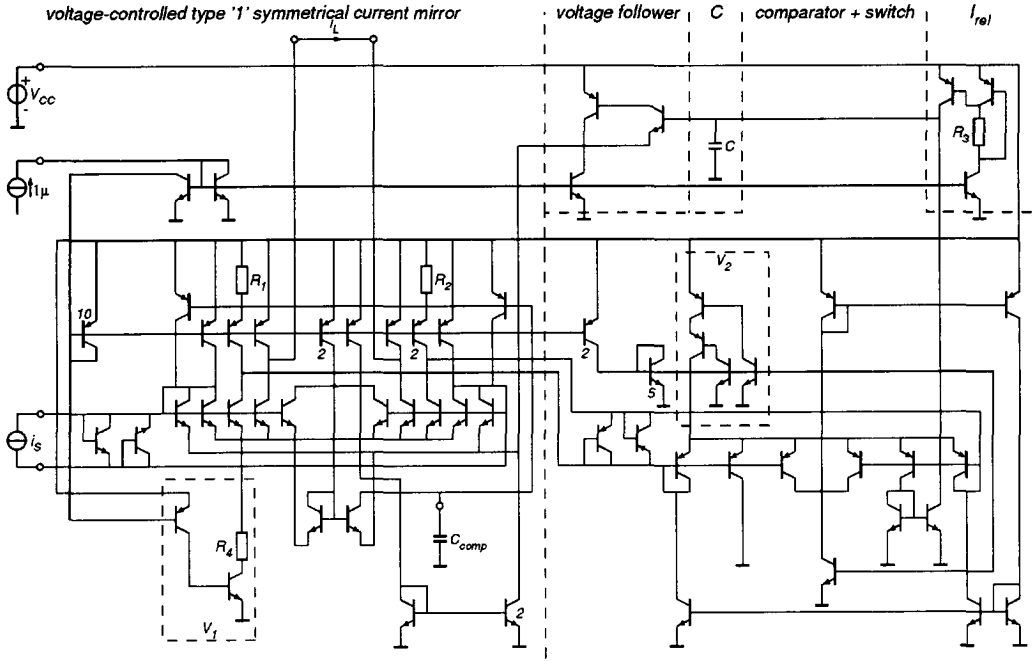 voltage-controlled type '1' symmetrical current mirror
voltage follower
C
comparator + switch
I_rel
i_L
+
V_CC
-
R_3
C
1μ
R_1
R_2
V_2
10
2
2
2
5
i_S
R_4
C_comp
V_1
2